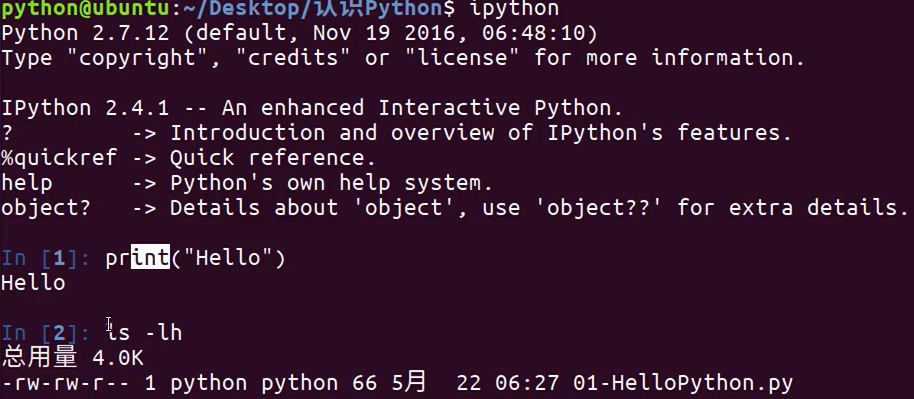 python@ubuntu:~/Desktop/认识Python$ ipython
Python 2.7.12 (default, Nov 19 2016, 06:48:10)
Type "copyright", "credits" or "license" for more information.
IPython 2.4.1 -- An enhanced Interactive Python.
?         -> Introduction and overview of IPython's features.
%quickref -> Quick reference.
help      -> Python's own help system.
object?   -> Details about 'object', use 'object??' for extra details.
In [1]: print("Hello")
Hello
In [2]: ls -lh
总用量 4.0K
-rw-rw-r-- 1 python python 66 5月  22 06:27 01-HelloPython.py